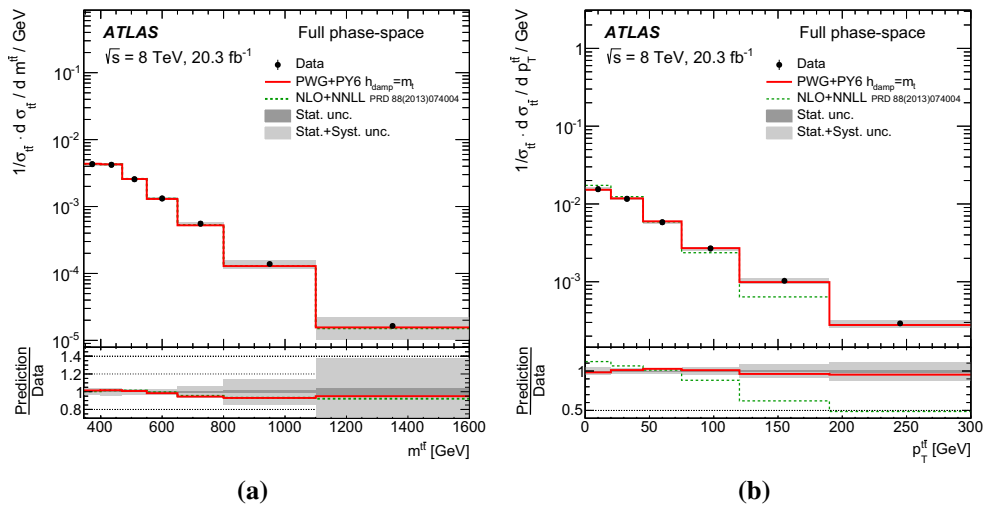 ATLAS Full phase-space
√s = 8 TeV, 20.3 fb⁻¹
Data
PWG+PY6 h_damp=m_t
NLO+NNLL PRD 88(2013)074004
Stat. unc.
Stat.+Syst. unc.
1/σ_tt̄ · d σ_tt̄ / d m^tt̄ / GeV
10⁻¹
10⁻²
10⁻³
10⁻⁴
10⁻⁵
Prediction
Data
1.4
1.2
1
0.8
400 600 800 1000 1200 1400 1600
m^tt̄ [GeV]
(a)
ATLAS Full phase-space
√s = 8 TeV, 20.3 fb⁻¹
Data
PWG+PY6 h_damp=m_t
NLO+NNLL PRD 88(2013)074004
Stat. unc.
Stat.+Syst. unc.
1/σ_tt̄ · d σ_tt̄ / d p_T^tt̄ / GeV
1
10⁻¹
10⁻²
10⁻³
Prediction
Data
1
0.5
0 50 100 150 200 250 300
p_T^tt̄ [GeV]
(b)